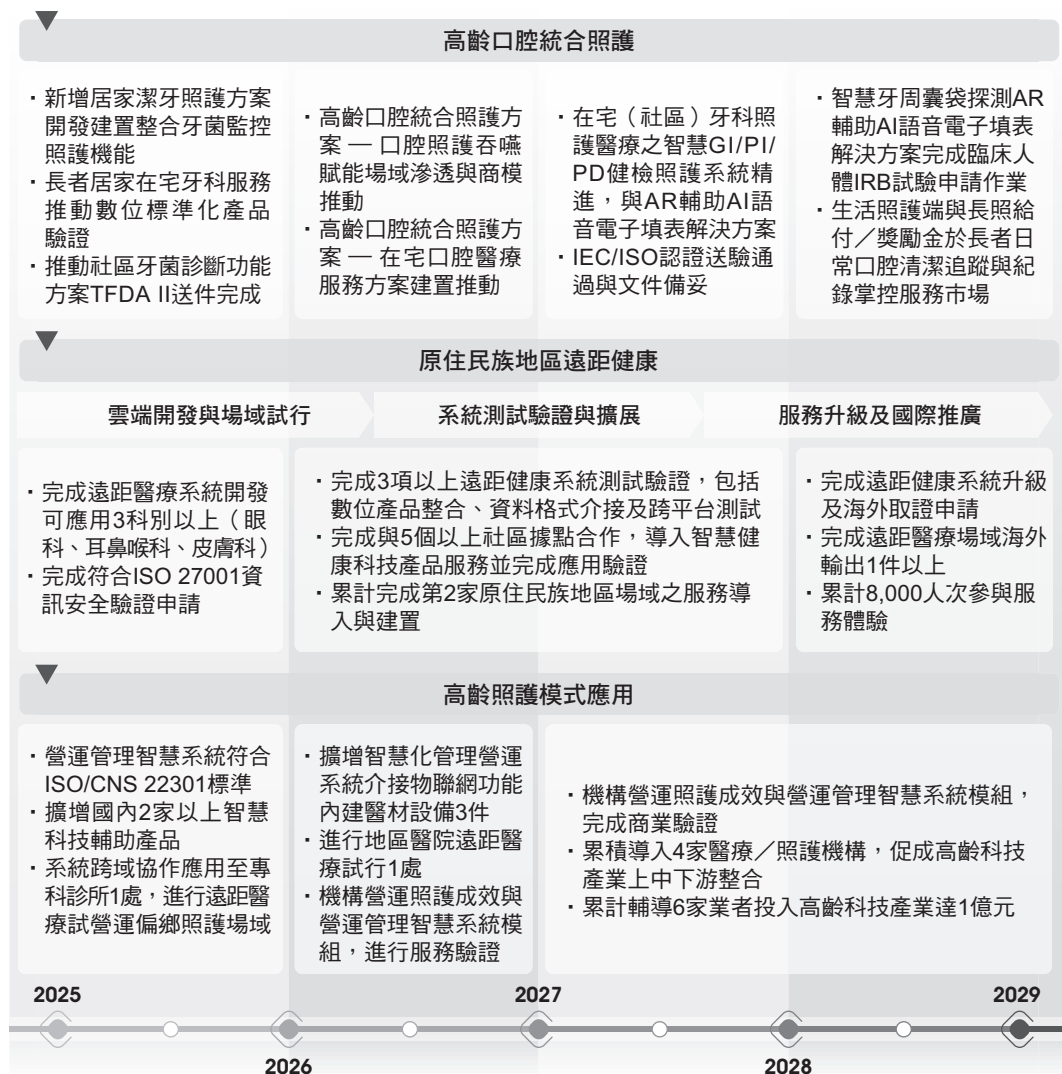 高齡口腔統合照護
・新增居家潔牙照護方案
開發建置整合牙菌監控
照護機能
・長者居家在宅牙科服務
推動數位標準化產品
驗證
・推動社區牙菌診斷功能
方案TFDA II送件完成
・高齡口腔統合照護方
案 — 口腔照護吞嚥
賦能場域滲透與商模
推動
・高齡口腔統合照護方
案 — 在宅口腔醫療
服務方案建置推動
・在宅（社區）牙科照
護醫療之智慧GI/PI/
PD健檢照護系統精
進，與AR輔助AI語
音電子填表解決方案
・IEC/ISO認證送驗通
過與文件備妥
・智慧牙周囊袋探測AR
輔助AI語音電子填表
解決方案完成臨床人
體IRB試驗申請作業
・生活照護端與長照給
付／獎勵金於長者日
常口腔清潔追蹤與紀
錄掌控服務市場
原住民族地區遠距健康
雲端開發與場域試行
系統測試驗證與擴展
服務升級及國際推廣
・完成遠距醫療系統開發
可應用3科別以上（眼
科、耳鼻喉科、皮膚科）
・完成符合ISO 27001資
訊安全驗證申請
・完成3項以上遠距健康系統測試驗證，包括
數位產品整合、資料格式介接及跨平台測試
・完成與5個以上社區據點合作，導入智慧健
康科技產品服務並完成應用驗證
・累計完成第2家原住民族地區場域之服務導
入與建置
・完成遠距健康系統升級
及海外取證申請
・完成遠距醫療場域海外
輸出1件以上
・累計8,000人次參與服
務體驗
高齡照護模式應用
・營運管理智慧系統符合
ISO/CNS 22301標準
・擴增國內2家以上智慧
科技輔助產品
・系統跨域協作應用至專
科診所1處，進行遠距醫
療試營運偏鄉照護場域
・擴增智慧化管理營運
系統介接物聯網功能
內建醫材設備3件
・進行地區醫院遠距醫
療試行1處
・機構營運照護成效與
營運管理智慧系統模
組，進行服務驗證
・機構營運照護成效與營運管理智慧系統模組，
完成商業驗證
・累積導入4家醫療／照護機構，促成高齡科技
產業上中下游整合
・累計輔導6家業者投入高齡科技產業達1億元
2025
2026
2027
2028
2029